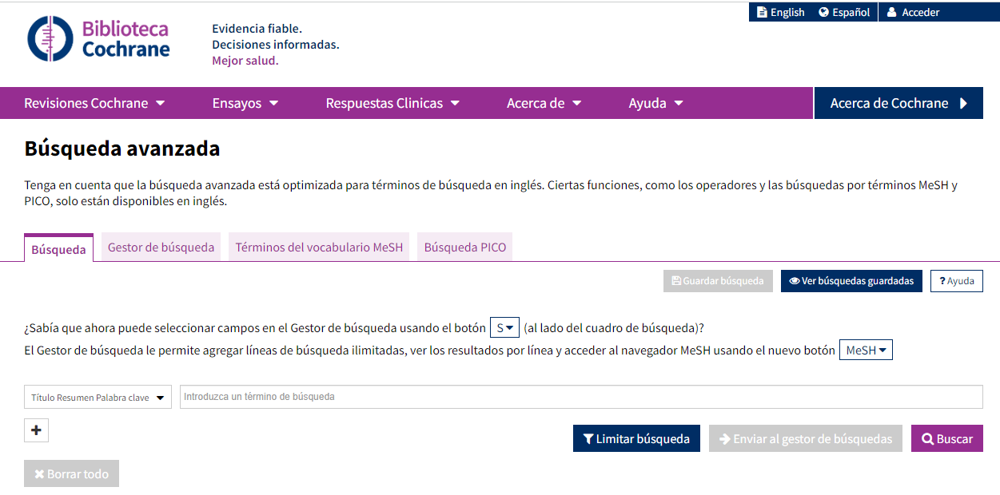 English Español Acceder
Biblioteca
Cochrane
Evidencia fiable.
Decisiones informadas.
Mejor salud.
Revisiones Cochrane Ensayos Respuestas Clinicas Acerca de Ayuda Acerca de Cochrane
Búsqueda avanzada
Tenga en cuenta que la búsqueda avanzada está optimizada para términos de búsqueda en inglés. Ciertas funciones, como los operadores y las búsquedas por términos MeSH y
PICO, solo están disponibles en inglés.
Búsqueda Gestor de búsqueda Términos del vocabulario MeSH Búsqueda PICO
Guardar búsqueda Ver búsquedas guardadas ? Ayuda
¿Sabía que ahora puede seleccionar campos en el Gestor de búsqueda usando el botón S (al lado del cuadro de búsqueda)?
El Gestor de búsqueda le permite agregar líneas de búsqueda ilimitadas, ver los resultados por línea y acceder al navegador MeSH usando el nuevo botón MeSH
Título Resumen Palabra clave Introduzca un término de búsqueda
Limitar búsqueda Enviar al gestor de búsquedas Buscar
Borrar todo